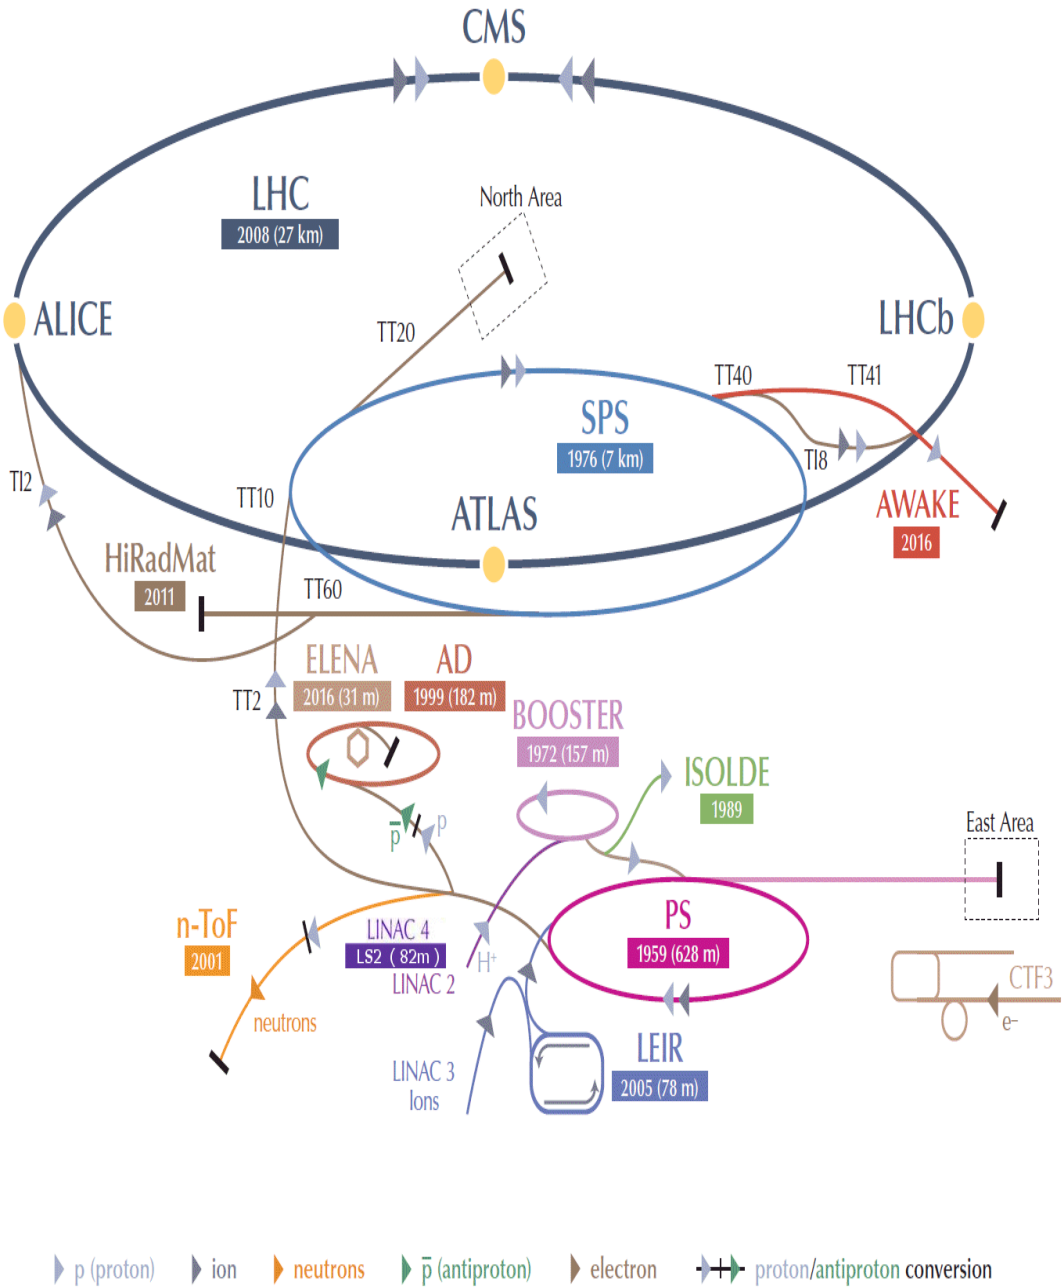 CMS
LHC
2008 (27 km)
North Area
ALICE
LHCb
TT20
TT40
TT41
SPS
1976 (7 km)
TI8
TI2
TT10
ATLAS
AWAKE
2016
HiRadMat
2011
TT60
ELENA
2016 (31 m)
AD
1999 (182 m)
TT2
BOOSTER
1972 (157 m)
ISOLDE
1989
p̅
p
East Area
n-ToF
2001
LINAC 4
LS2 ( 82m )
PS
1959 (628 m)
LINAC 2
H+
neutrons
CTF3
e–
LINAC 3
Ions
LEIR
2005 (78 m)
p (proton)
ion
neutrons
p̅ (antiproton)
electron
proton/antiproton conversion